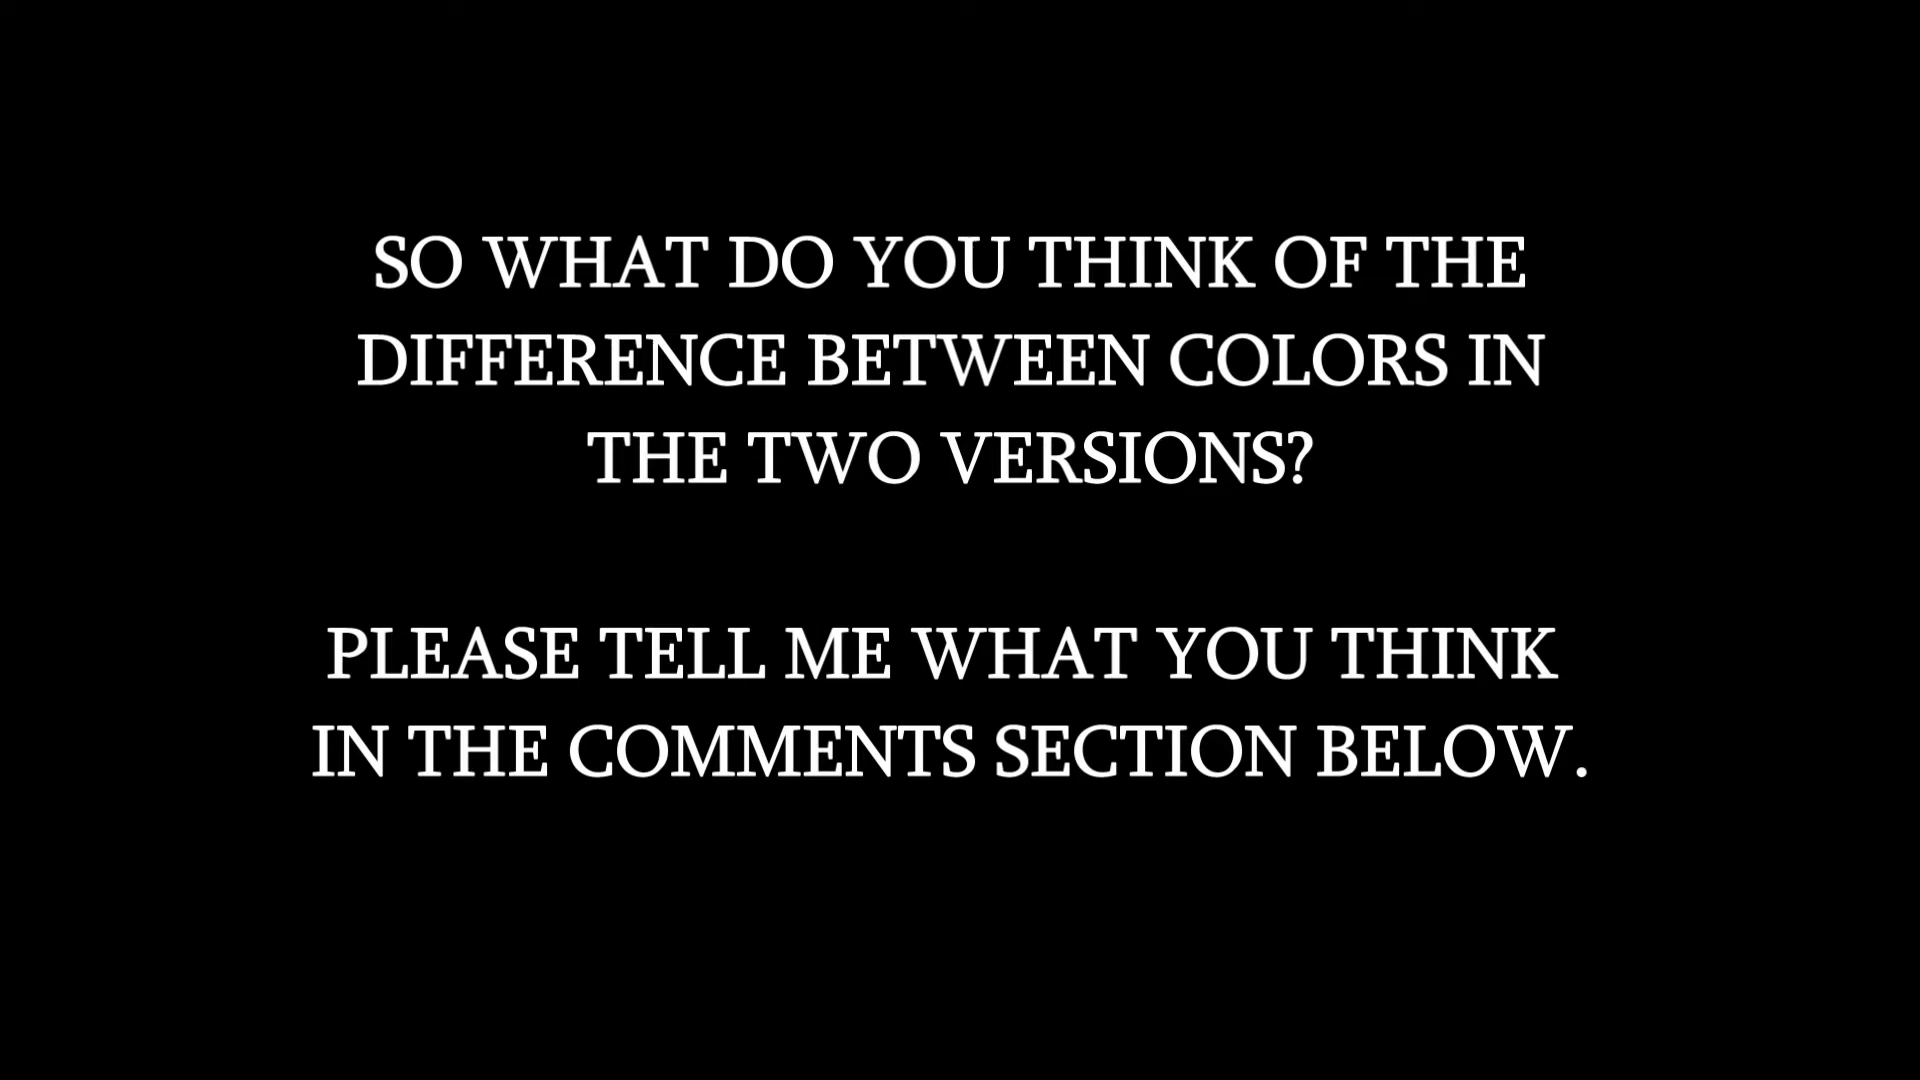 SO WHAT DO YOU THINK OF THE
DIFFERENCE BETWEEN COLORS IN
THE TWO VERSIONS?
PLEASE TELL ME WHAT YOU THINK
IN THE COMMENTS SECTION BELOW.